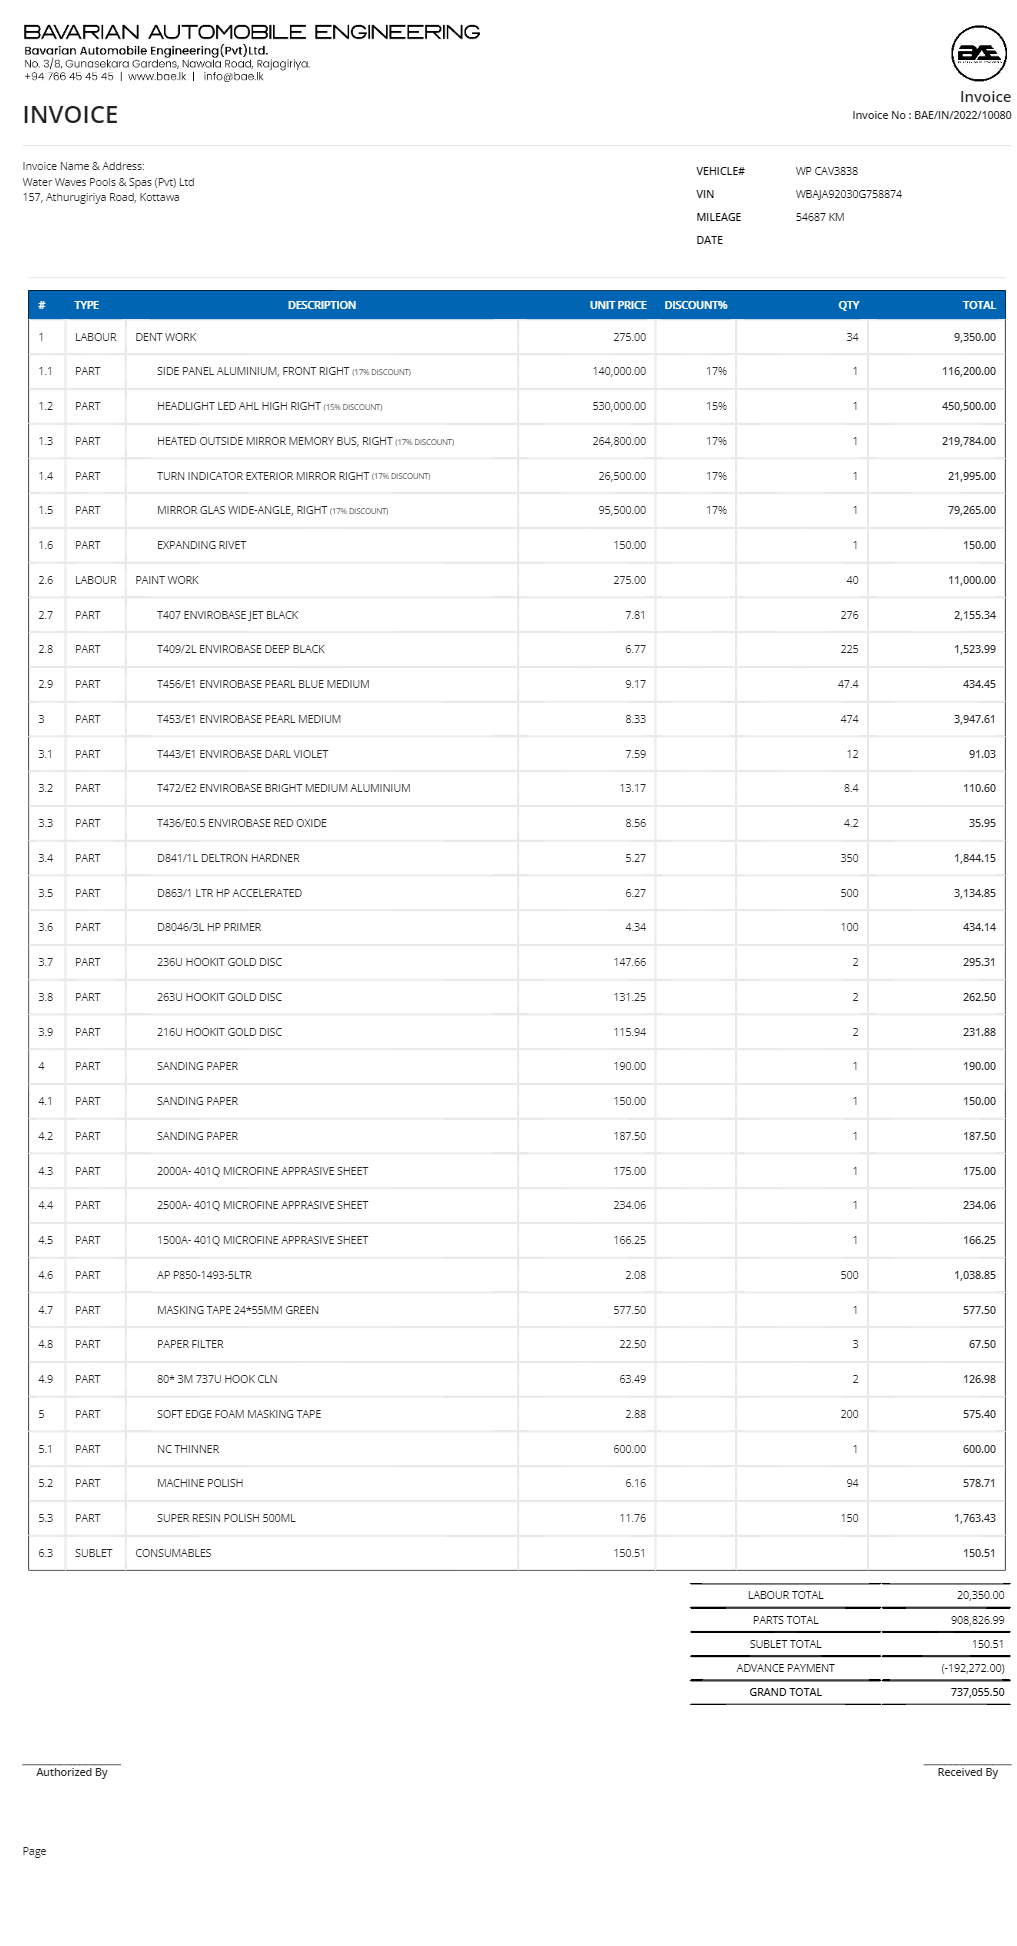 BAVARIAN AUTOMOBILE ENGINEERING
Bavarian Automobile Engineering(Pvt)Ltd.
No. 3/8, Gunasekara Gardens, Nawala Road, Rajagiriya.
+94 766 45 45 45 | www.bae.lk | info@bae.lk
BAE
INVOICE
Invoice
Invoice No : BAE/IN/2022/10080
Invoice Name & Address:
Water Waves Pools & Spas (Pvt) Ltd
157, Athurugiriya Road, Kottawa
VEHICLE# WP CAV3838
VIN WBAJA92030G758874
MILEAGE 54687 KM
DATE
# TYPE DESCRIPTION UNIT PRICE DISCOUNT% QTY TOTAL
1 LABOUR DENT WORK 275.00 34 9,350.00
1.1 PART SIDE PANEL ALUMINIUM, FRONT RIGHT (17% DISCOUNT) 140,000.00 17% 1 116,200.00
1.2 PART HEADLIGHT LED AHL HIGH RIGHT (15% DISCOUNT) 530,000.00 15% 1 450,500.00
1.3 PART HEATED OUTSIDE MIRROR MEMORY BUS, RIGHT (17% DISCOUNT) 264,800.00 17% 1 219,784.00
1.4 PART TURN INDICATOR EXTERIOR MIRROR RIGHT (17% DISCOUNT) 26,500.00 17% 1 21,995.00
1.5 PART MIRROR GLAS WIDE-ANGLE, RIGHT (17% DISCOUNT) 95,500.00 17% 1 79,265.00
1.6 PART EXPANDING RIVET 150.00 1 150.00
2.6 LABOUR PAINT WORK 275.00 40 11,000.00
2.7 PART T407 ENVIROBASE JET BLACK 7.81 276 2,155.34
2.8 PART T409/2L ENVIROBASE DEEP BLACK 6.77 225 1,523.99
2.9 PART T456/E1 ENVIROBASE PEARL BLUE MEDIUM 9.17 47.4 434.45
3 PART T453/E1 ENVIROBASE PEARL MEDIUM 8.33 474 3,947.61
3.1 PART T443/E1 ENVIROBASE DARL VIOLET 7.59 12 91.03
3.2 PART T472/E2 ENVIROBASE BRIGHT MEDIUM ALUMINIUM 13.17 8.4 110.60
3.3 PART T436/E0.5 ENVIROBASE RED OXIDE 8.56 4.2 35.95
3.4 PART D841/1L DELTRON HARDNER 5.27 350 1,844.15
3.5 PART D863/1 LTR HP ACCELERATED 6.27 500 3,134.85
3.6 PART D8046/3L HP PRIMER 4.34 100 434.14
3.7 PART 236U HOOKIT GOLD DISC 147.66 2 295.31
3.8 PART 263U HOOKIT GOLD DISC 131.25 2 262.50
3.9 PART 216U HOOKIT GOLD DISC 115.94 2 231.88
4 PART SANDING PAPER 190.00 1 190.00
4.1 PART SANDING PAPER 150.00 1 150.00
4.2 PART SANDING PAPER 187.50 1 187.50
4.3 PART 2000A- 401Q MICROFINE APPRASIVE SHEET 175.00 1 175.00
4.4 PART 2500A- 401Q MICROFINE APPRASIVE SHEET 234.06 1 234.06
4.5 PART 1500A- 401Q MICROFINE APPRASIVE SHEET 166.25 1 166.25
4.6 PART AP P850-1493-5LTR 2.08 500 1,038.85
4.7 PART MASKING TAPE 24*55MM GREEN 577.50 1 577.50
4.8 PART PAPER FILTER 22.50 3 67.50
4.9 PART 80* 3M 737U HOOK CLN 63.49 2 126.98
5 PART SOFT EDGE FOAM MASKING TAPE 2.88 200 575.40
5.1 PART NC THINNER 600.00 1 600.00
5.2 PART MACHINE POLISH 6.16 94 578.71
5.3 PART SUPER RESIN POLISH 500ML 11.76 150 1,763.43
6.3 SUBLET CONSUMABLES 150.51 150.51
LABOUR TOTAL 20,350.00
PARTS TOTAL 908,826.99
SUBLET TOTAL 150.51
ADVANCE PAYMENT (-192,272.00)
GRAND TOTAL 737,055.50
Authorized By
Received By
Page